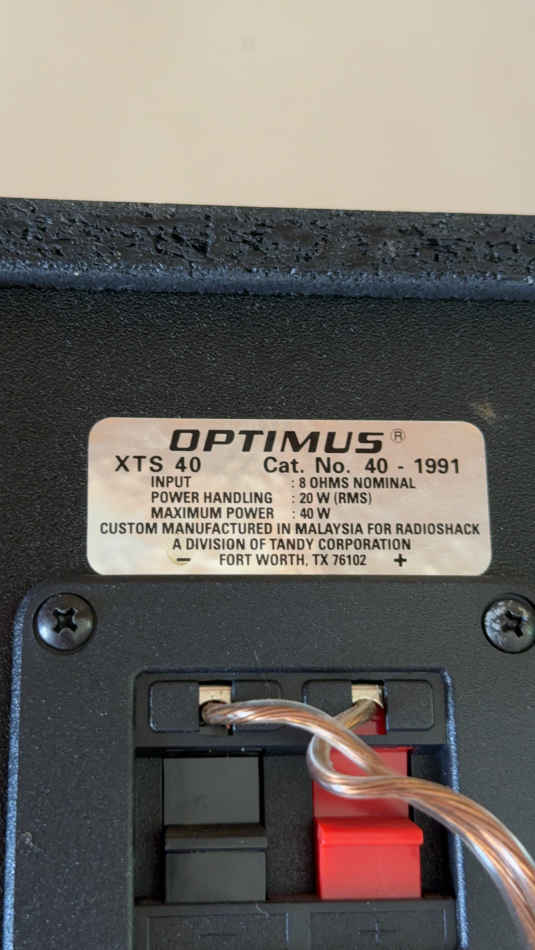 OPTIMUS®
XTS 40 Cat. No. 40 - 1991
INPUT : 8 OHMS NOMINAL
POWER HANDLING : 20 W (RMS)
MAXIMUM POWER : 40 W
CUSTOM MANUFACTURED IN MALAYSIA FOR RADIOSHACK
A DIVISION OF TANDY CORPORATION
− FORT WORTH, TX 76102 +
− +